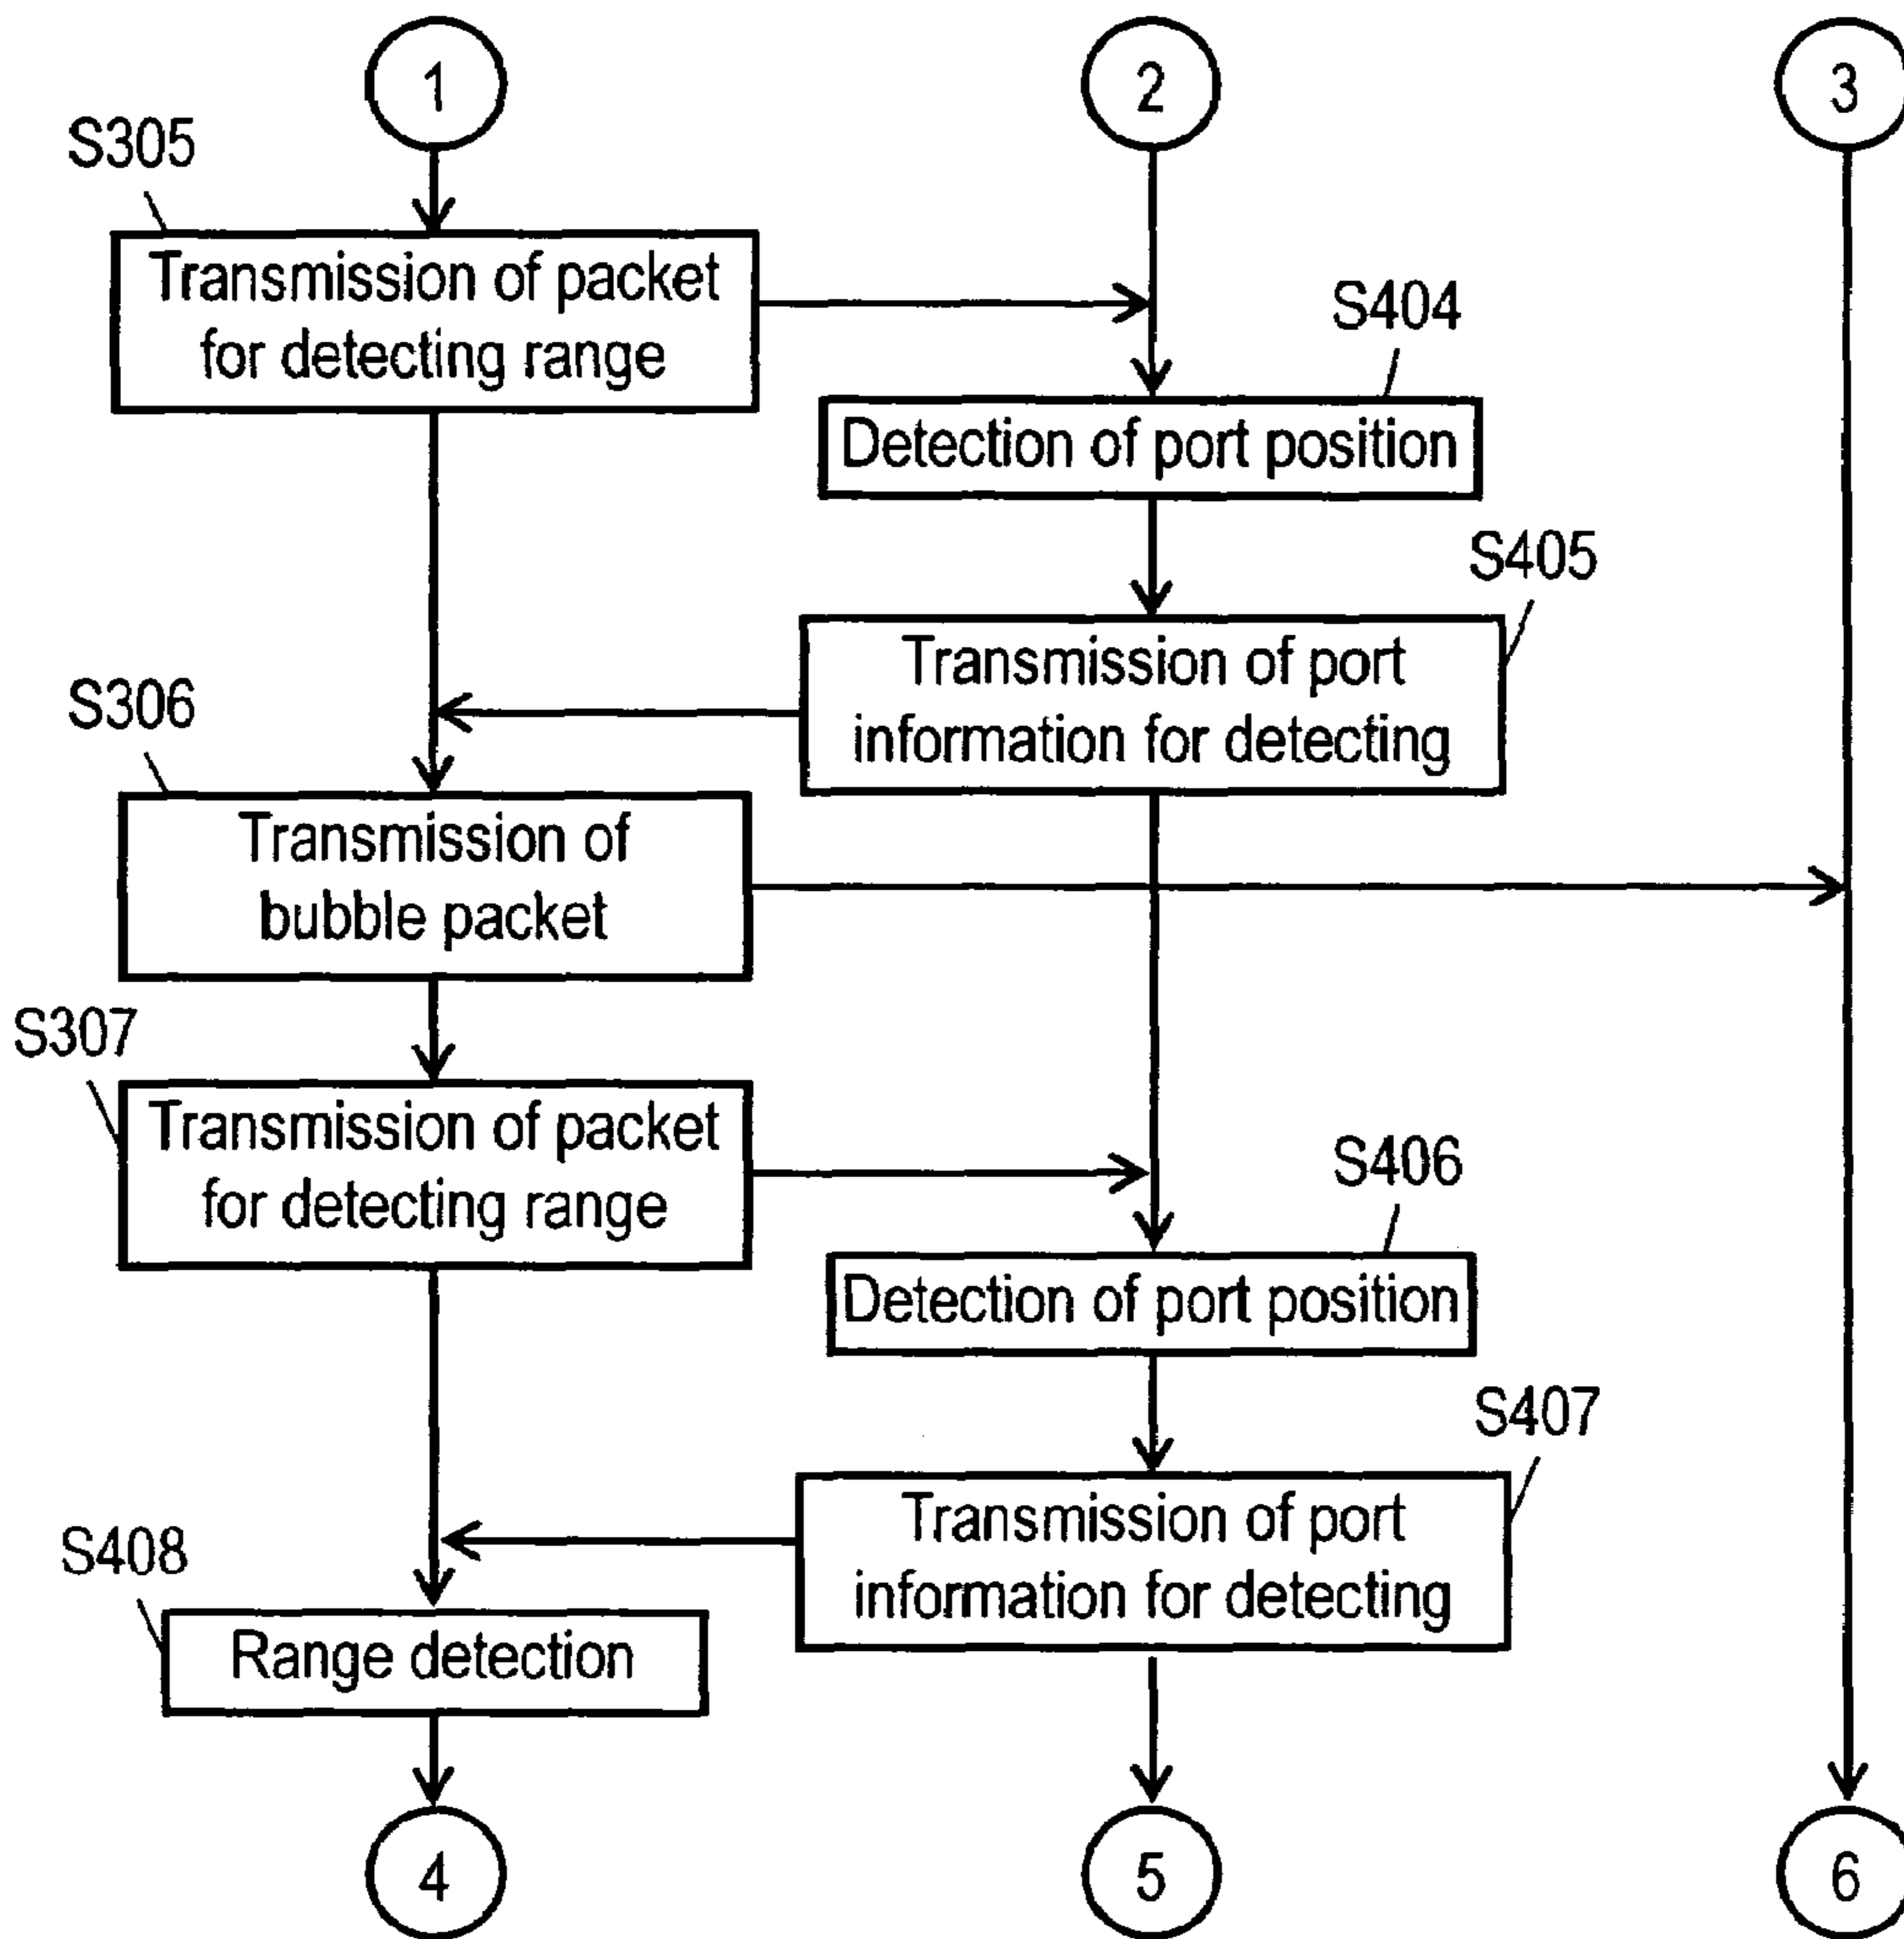 1
2
3
S305
Transmission of packet
for detecting range
S404
Detection of port position
S405
Transmission of port
information for detecting
S306
Transmission of
bubble packet
S307
Transmission of packet
for detecting range
S406
Detection of port position
S407
Transmission of port
information for detecting
S408
Range detection
4
5
6